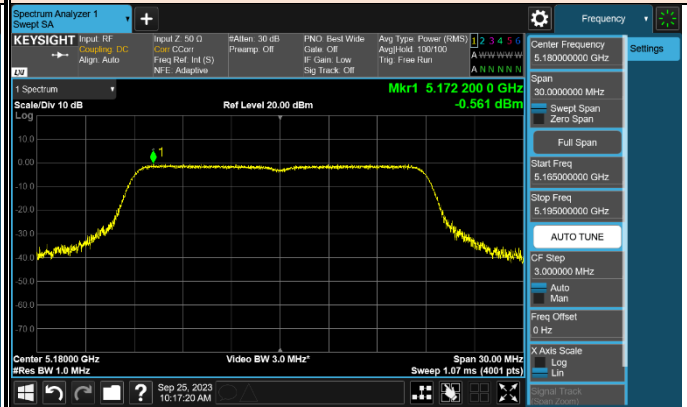 Spectrum Analyzer 1
Swept SA
+
Frequency
KEYSIGHT
Input: RF
Coupling: DC
Align: Auto
Input Z: 50 Ω
Corr CCorr
Freq Ref: Int (S)
NFE: Adaptive
#Atten: 30 dB
Preamp: Off
PNO: Best Wide
Gate: Off
IF Gain: Low
Sig Track: Off
Avg Type: Power (RMS)
Avg|Hold: 100/100
Trig: Free Run
1 2 3 4 5 6
A W W W W W
A N N N N N
LXI
1 Spectrum
Scale/Div 10 dB
Log
Ref Level 20.00 dBm
Mkr1 5.172 200 0 GHz
-0.561 dBm
10.0
0.00
-10.0
-20.0
-30.0
-40.0
-50.0
-60.0
-70.0
1
Center 5.18000 GHz
#Res BW 1.0 MHz
Video BW 3.0 MHz*
Span 30.00 MHz
Sweep 1.07 ms (4001 pts)
Center Frequency
5.180000000 GHz
Span
30.0000000 MHz
Swept Span
Zero Span
Full Span
Start Freq
5.165000000 GHz
Stop Freq
5.195000000 GHz
AUTO TUNE
CF Step
3.000000 MHz
Auto
Man
Freq Offset
0 Hz
X Axis Scale
Log
Lin
Signal Track
(Span Zoom)
Settings
?
Sep 25, 2023
10:17:20 AM